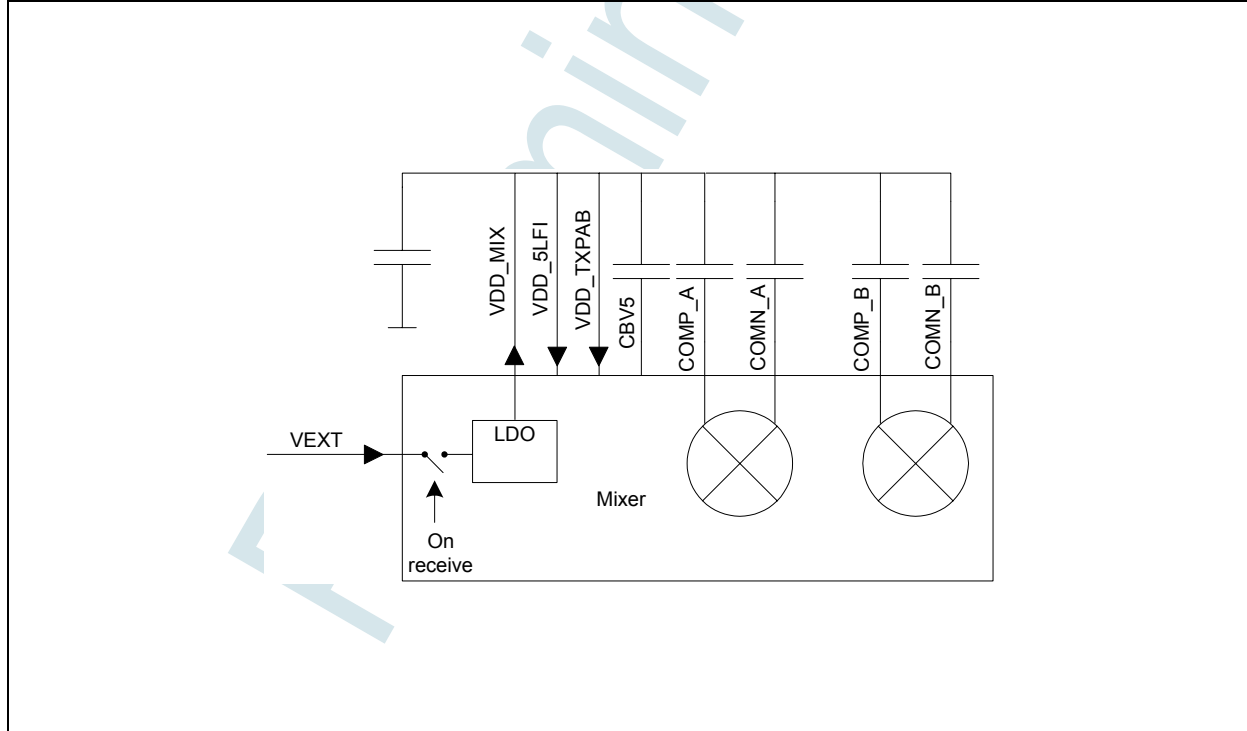 VDD_MIX
VDD_5LFI
VDD_TXPAB
CBV5
COMP_A
COMN_A
COMP_B
COMN_B
VEXT
LDO
Mixer
On
receive